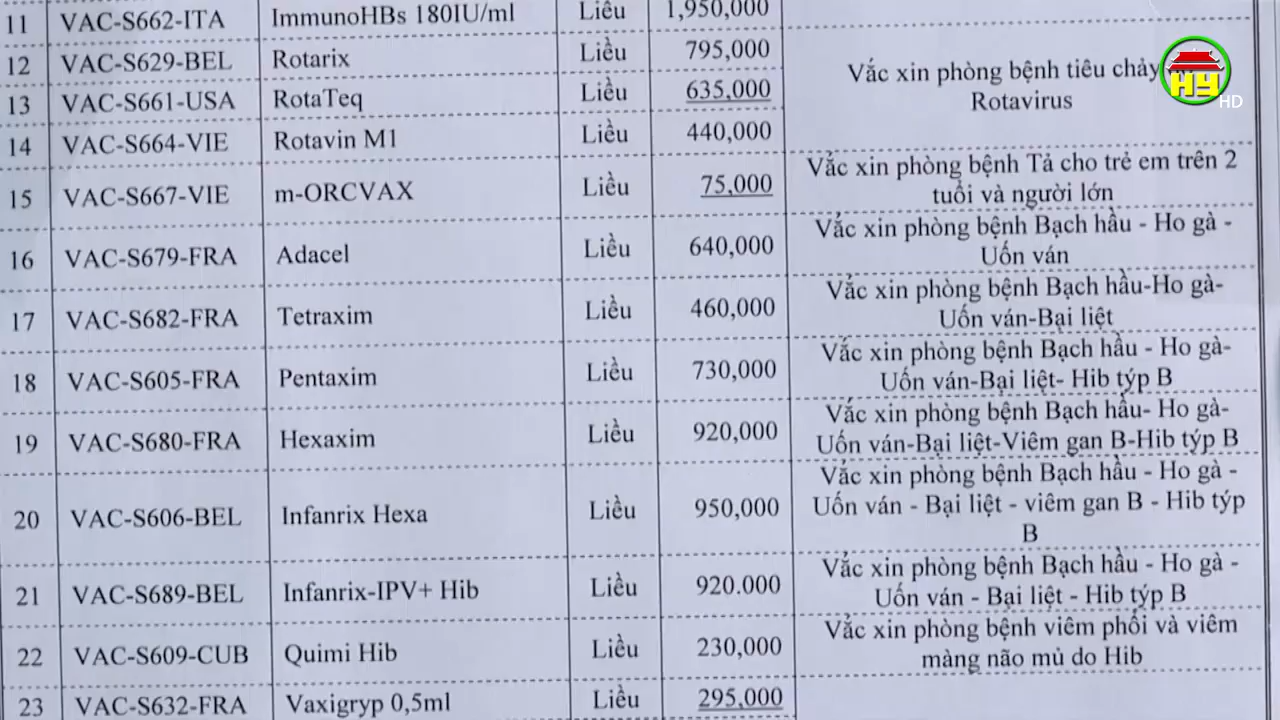 11 VAC-S662-ITA ImmunoHBs 180IU/ml Liều 1,950,000
12 VAC-S629-BEL Rotarix Liều 795,000
Vắc xin phòng bệnh tiêu chảy
Rotavirus
13 VAC-S661-USA RotaTeq Liều 635,000
14 VAC-S664-VIE Rotavin M1 Liều 440,000
15 VAC-S667-VIE m-ORCVAX Liều 75,000
Vắc xin phòng bệnh Tả cho trẻ em trên 2
tuổi và người lớn
16 VAC-S679-FRA Adacel Liều 640,000
Vắc xin phòng bệnh Bạch hầu - Ho gà -
Uốn ván
17 VAC-S682-FRA Tetraxim Liều 460,000
Vắc xin phòng bệnh Bạch hầu-Ho gà-
Uốn ván-Bại liệt
18 VAC-S605-FRA Pentaxim Liều 730,000
Vắc xin phòng bệnh Bạch hầu - Ho gà-
Uốn ván-Bại liệt- Hib týp B
19 VAC-S680-FRA Hexaxim Liều 920,000
Vắc xin phòng bệnh Bạch hầu- Ho gà-
Uốn ván-Bại liệt-Viêm gan B-Hib týp B
20 VAC-S606-BEL Infanrix Hexa Liều 950,000
Vắc xin phòng bệnh Bạch hầu - Ho gà -
Uốn ván - Bại liệt - viêm gan B - Hib týp
B
21 VAC-S689-BEL Infanrix-IPV+ Hib Liều 920.000
Vắc xin phòng bệnh Bạch hầu - Ho gà -
Uốn ván - Bại liệt - Hib týp B
22 VAC-S609-CUB Quimi Hib Liều 230,000
Vắc xin phòng bệnh viêm phổi và viêm
màng não mủ do Hib
23 VAC-S632-FRA Vaxigryp 0,5ml Liều 295,000
HY
HD